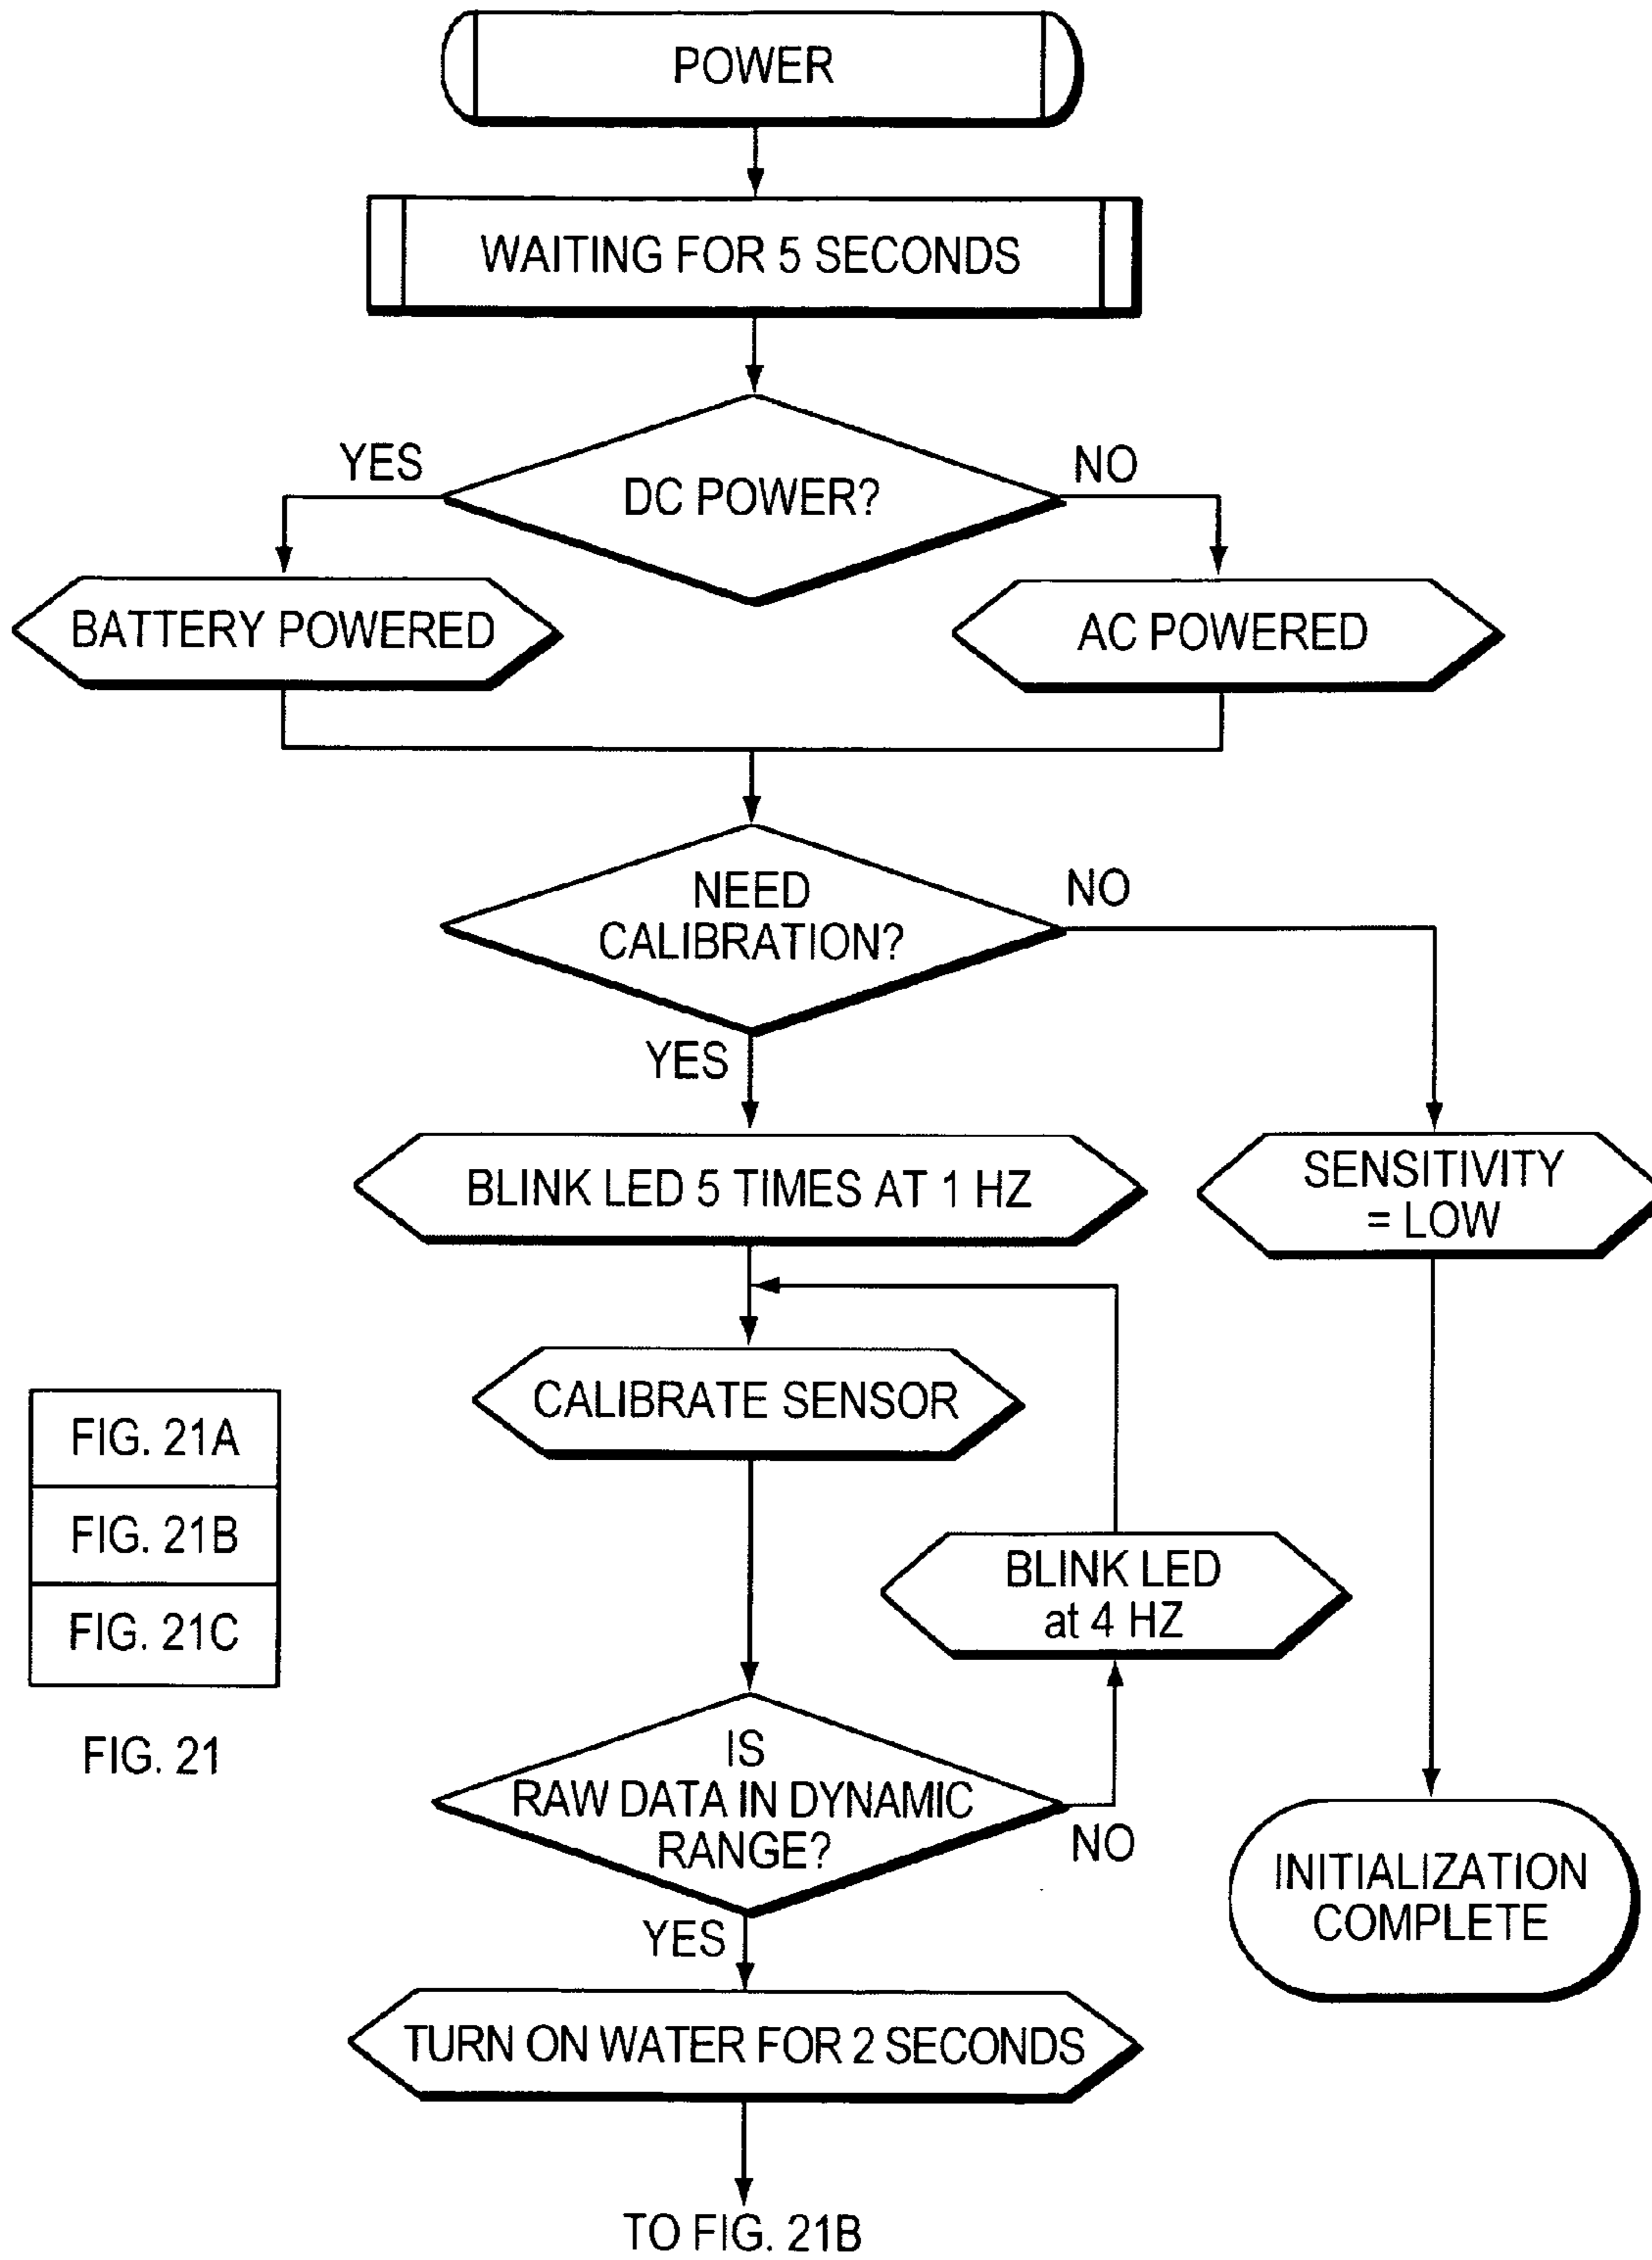 POWER
WAITING FOR 5 SECONDS
YES
NO
DC POWER?
BATTERY POWERED
AC POWERED
NEED
CALIBRATION?
NO
YES
BLINK LED 5 TIMES AT 1 HZ
SENSITIVITY
= LOW
CALIBRATE SENSOR
FIG. 21A
FIG. 21B
FIG. 21C
FIG. 21
BLINK LED
at 4 HZ
IS
RAW DATA IN DYNAMIC
RANGE?
NO
YES
INITIALIZATION
COMPLETE
TURN ON WATER FOR 2 SECONDS
TO FIG. 21B